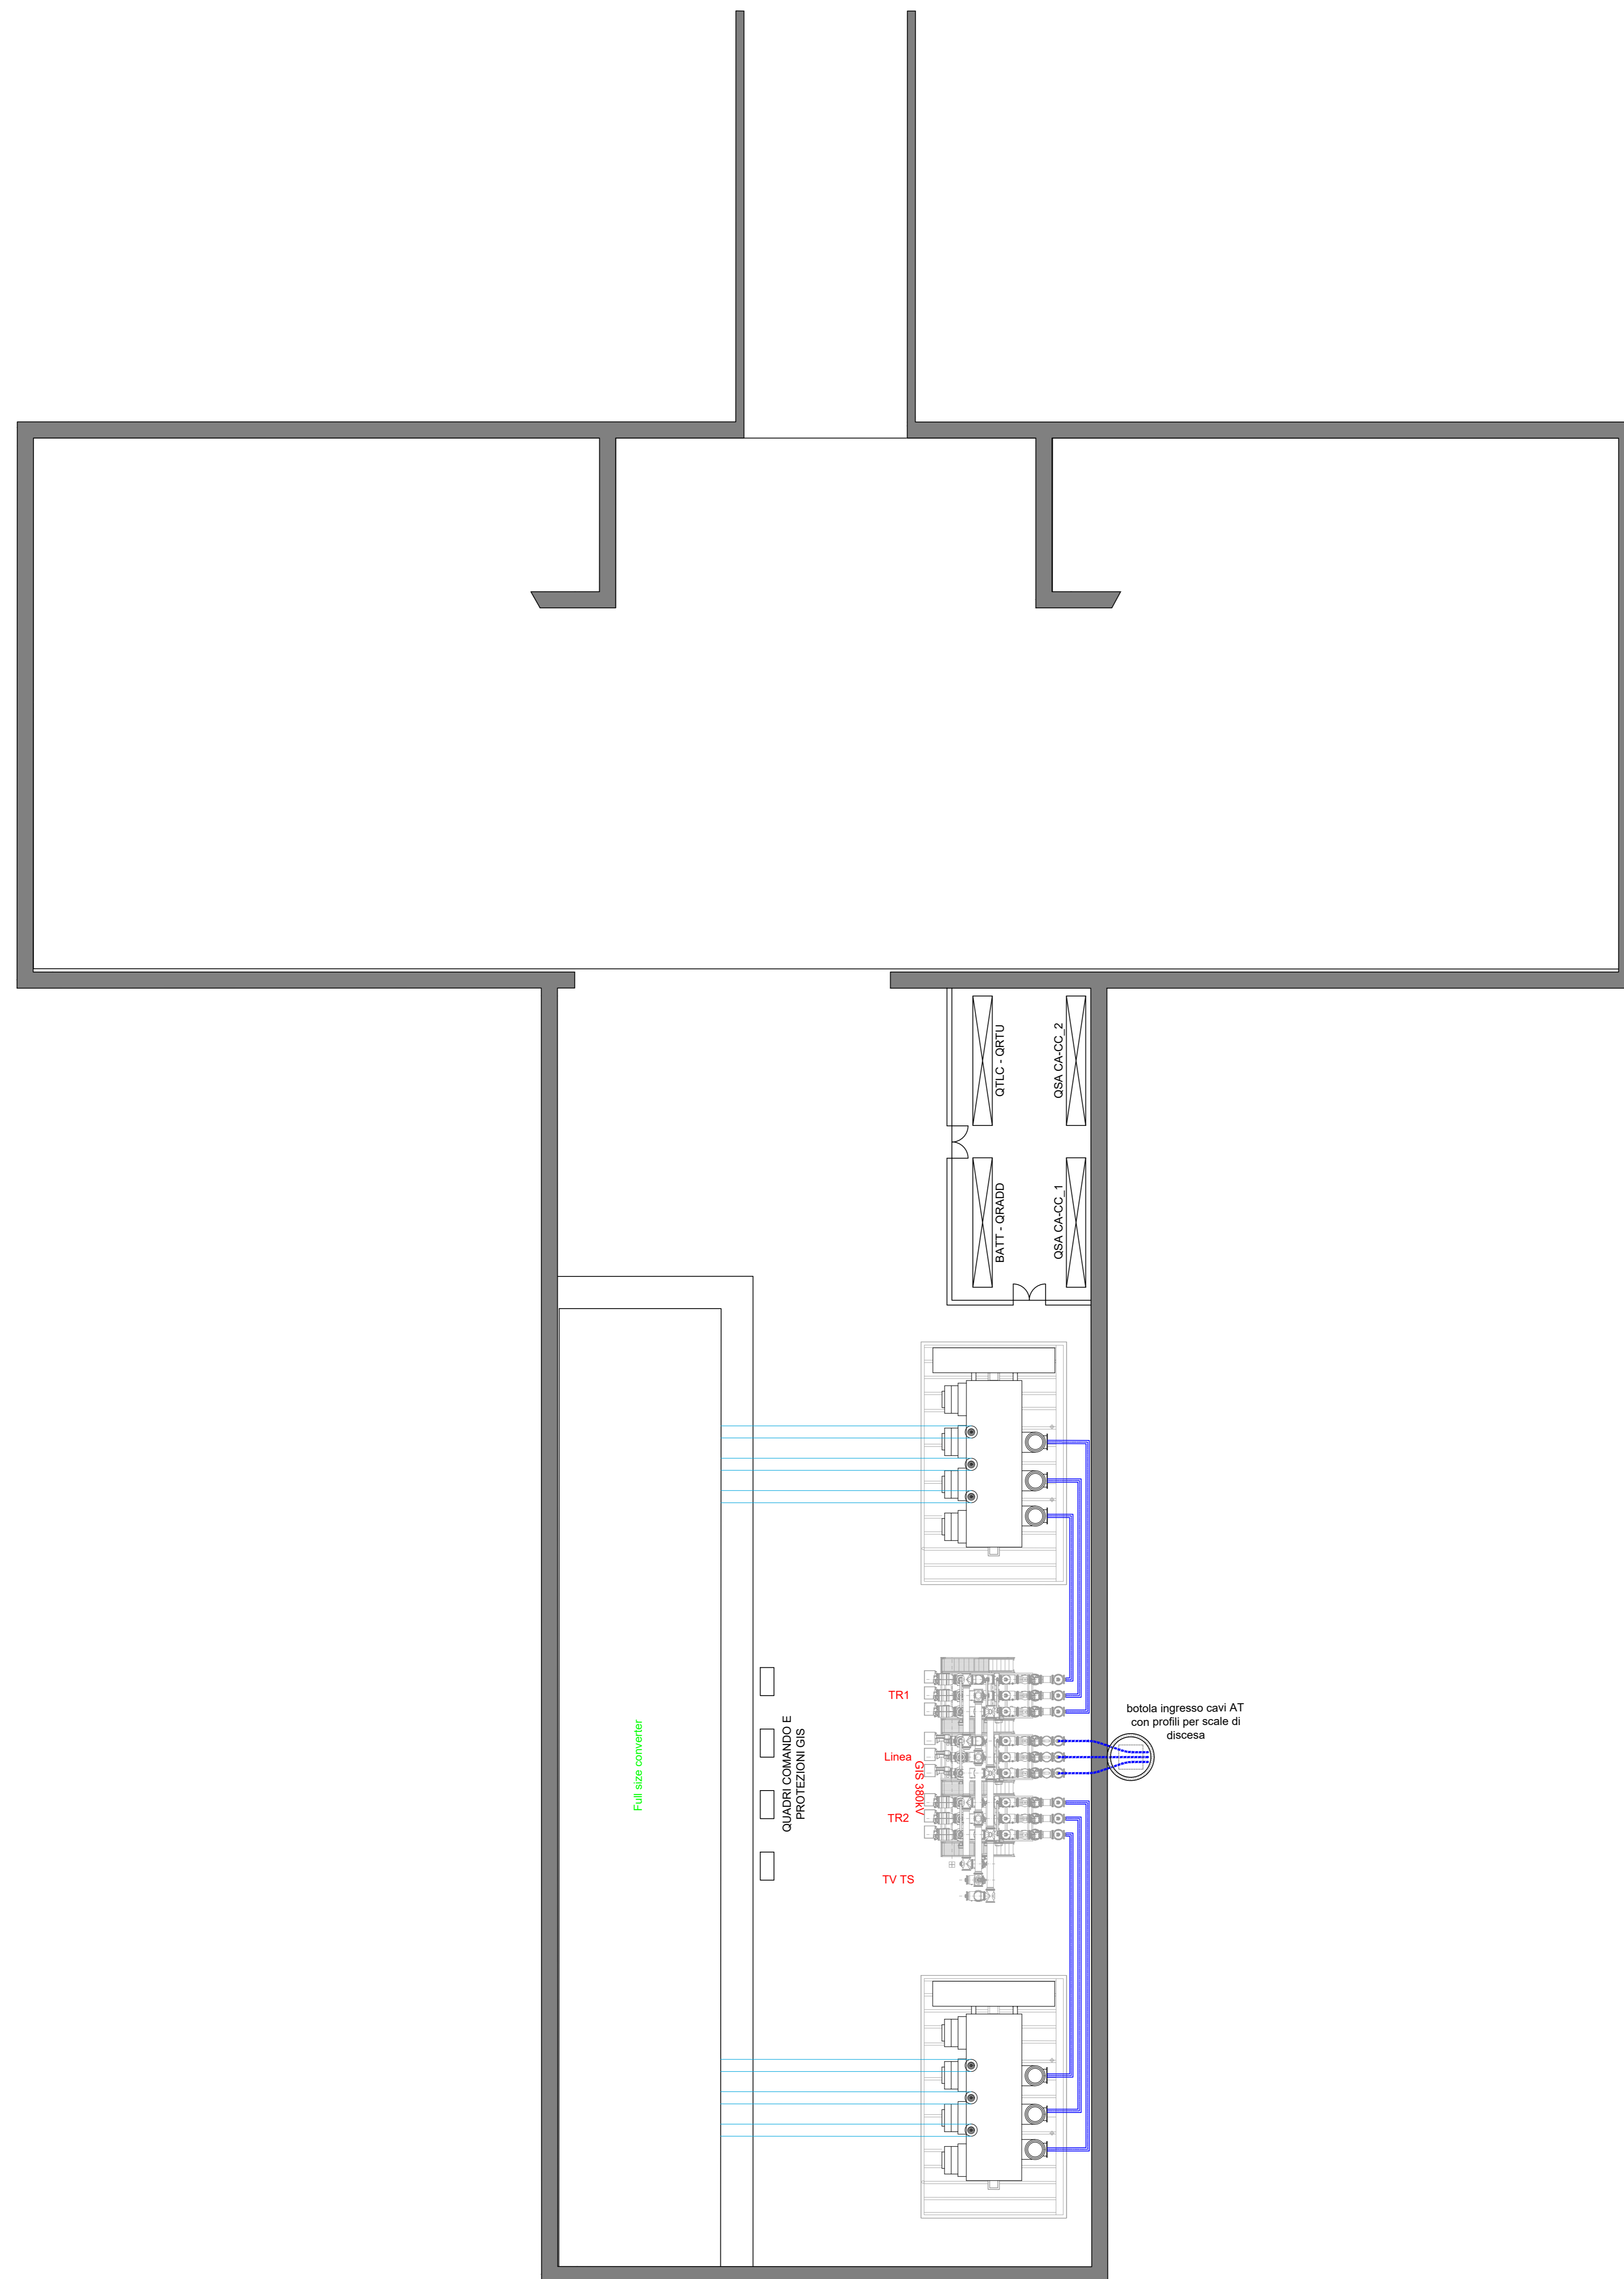 QTLC - QRTU
QSA CA-CC_2
BATT - QRADD
QSA CA-CC_1
TR1
botola ingresso cavi AT
con profili per scale di
discesa
Full size converter
QUADRI COMANDO E
PROTEZIONI GIS
Linea
GIS 380kV
TR2
TV TS